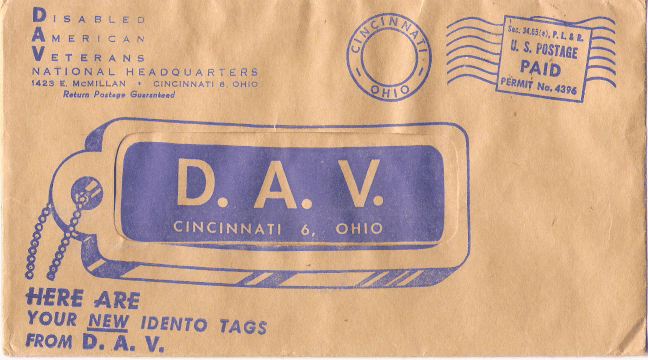 DISABLED
AMERICAN
VETERANS
NATIONAL HEADQUARTERS
1423 E. McMILLAN • CINCINNATI 6, OHIO
Return Postage Guaranteed
CINCINNATI
OHIO
Sec. 34.65(e), P. L. & R.
U. S. POSTAGE
PAID
PERMIT No. 4396
D. A. V.
CINCINNATI 6, OHIO
HERE ARE
YOUR NEW IDENTO TAGS
FROM D. A. V.